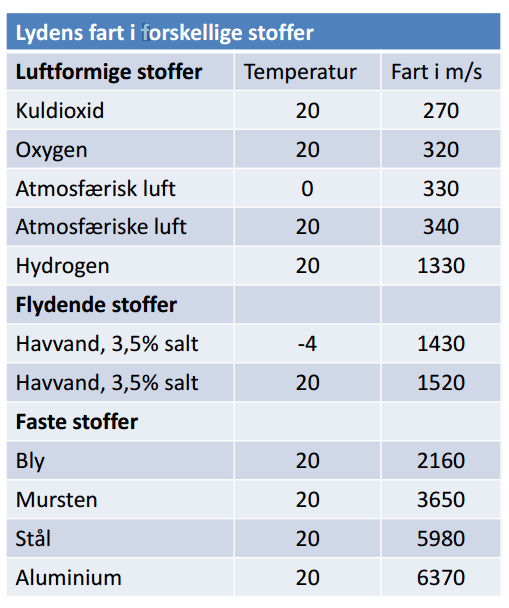 Lydens fart i forskellige stoffer
Luftformige stoffer Temperatur Fart i m/s
Kuldioxid 20 270
Oxygen 20 320
Atmosfærisk luft 0 330
Atmosfæriske luft 20 340
Hydrogen 20 1330
Flydende stoffer
Havvand, 3,5% salt -4 1430
Havvand, 3,5% salt 20 1520
Faste stoffer
Bly 20 2160
Mursten 20 3650
Stål 20 5980
Aluminium 20 6370